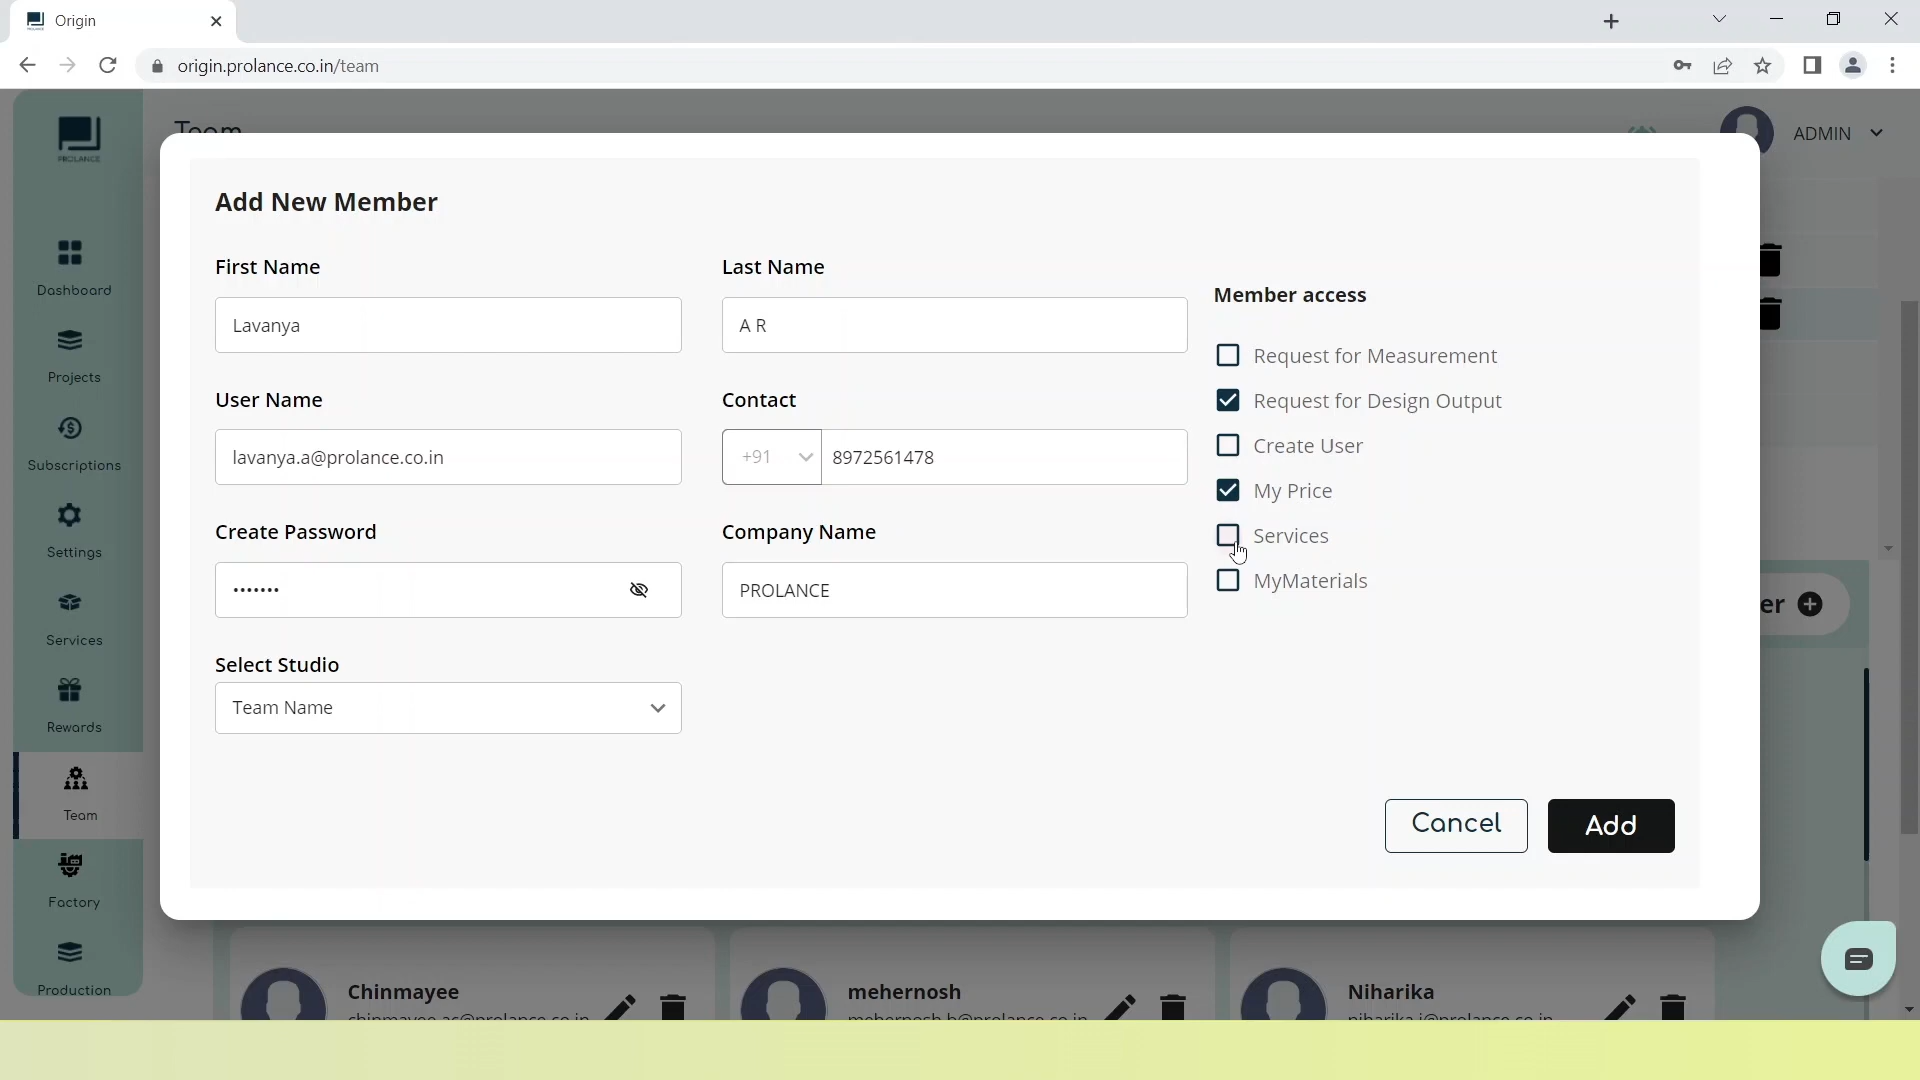 Origin
origin.prolance.co.in/team
PROLANCE
Team
ADMIN
Dashboard
Projects
Subscriptions
Settings
Services
Rewards
Team
Factory
Production
Add New Member
First Name
Last Name
Lavanya
A R
User Name
Contact
lavanya.a@prolance.co.in
+91
8972561478
Create Password
Company Name
•••••••
PROLANCE
Select Studio
Team Name
Member access
Request for Measurement
Request for Design Output
Create User
My Price
Services
MyMaterials
Cancel
Add
er
Chinmayee
mehernosh
Niharika